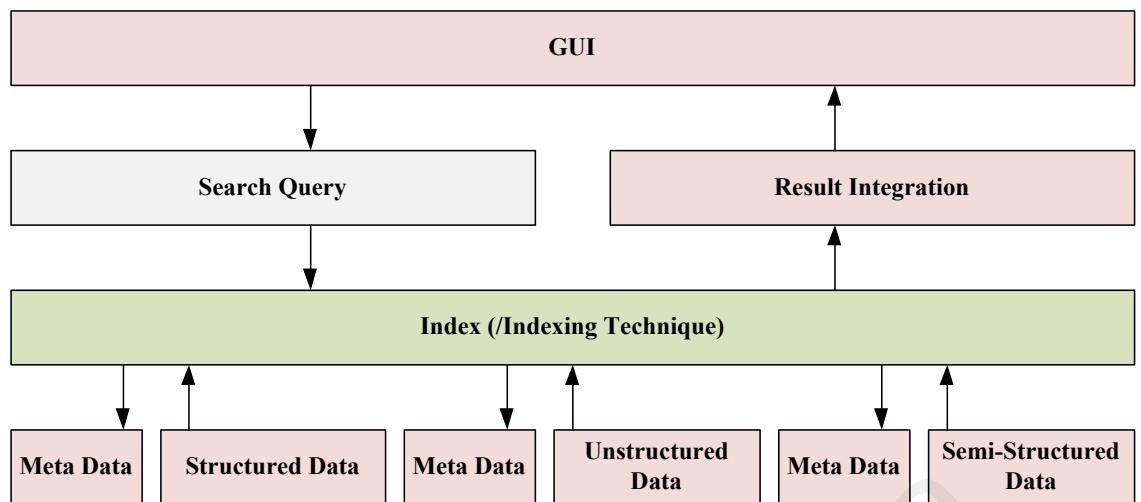 GUI
Search Query
Result Integration
Index (/Indexing Technique)
Meta Data
Structured Data
Meta Data
Unstructured
Data
Meta Data
Semi-Structured
Data